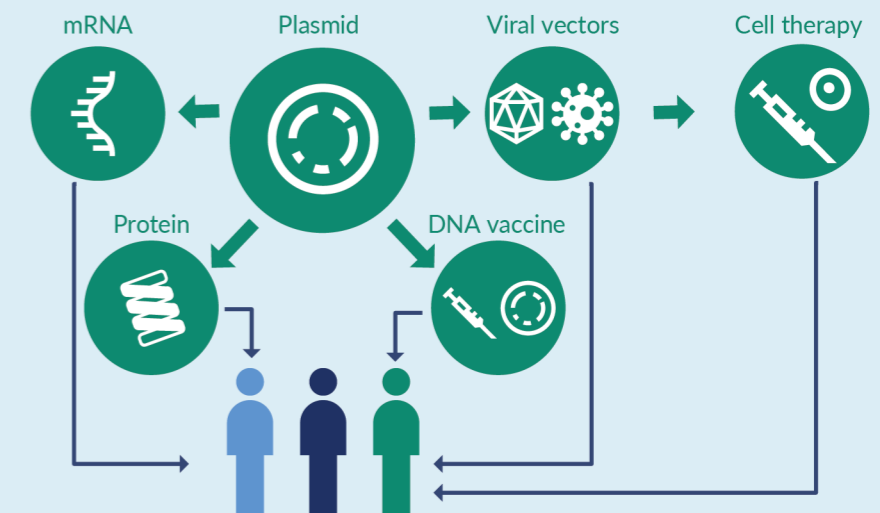 mRNA
Plasmid
Viral vectors
Cell therapy
Protein
DNA vaccine